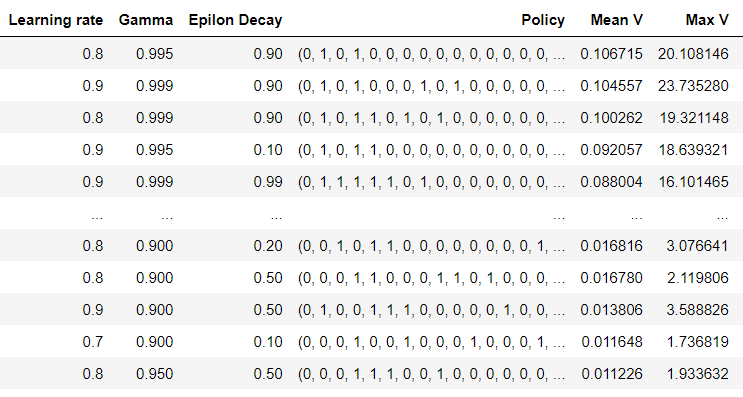 Learning rate Gamma Epilon Decay Policy Mean V Max V
0.8 0.995 0.90 (0, 1, 0, 1, 0, 0, 0, 0, 0, 0, 0, 0, 0, 0, 0, ... 0.106715 20.108146
0.9 0.999 0.90 (0, 1, 0, 1, 0, 0, 0, 1, 0, 1, 0, 0, 0, 0, 0, ... 0.104557 23.735280
0.8 0.999 0.90 (0, 1, 0, 1, 1, 0, 1, 0, 1, 0, 0, 0, 0, 0, 0, ... 0.100262 19.321148
0.9 0.995 0.10 (0, 1, 0, 1, 1, 0, 0, 0, 0, 0, 0, 0, 0, 0, 0, ... 0.092057 18.639321
0.9 0.999 0.99 (0, 1, 1, 1, 1, 1, 0, 1, 0, 0, 0, 0, 0, 0, 0, ... 0.088004 16.101465
... ... ... ... ... ...
0.8 0.900 0.20 (0, 0, 1, 0, 1, 1, 0, 0, 0, 0, 0, 0, 0, 0, 1, ... 0.016816 3.076641
0.8 0.900 0.50 (0, 0, 0, 1, 1, 0, 0, 0, 1, 1, 0, 1, 0, 0, 0, ... 0.016780 2.119806
0.9 0.900 0.50 (0, 1, 0, 0, 1, 1, 1, 0, 0, 0, 0, 0, 1, 0, 0, ... 0.013806 3.588826
0.7 0.900 0.10 (0, 0, 0, 1, 0, 0, 1, 0, 0, 0, 1, 0, 0, 0, 1, ... 0.011648 1.736819
0.8 0.950 0.50 (0, 0, 0, 1, 1, 1, 0, 0, 1, 0, 0, 0, 0, 0, 0, ... 0.011226 1.933632